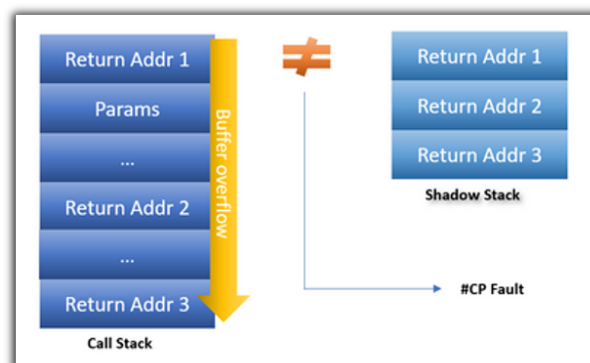 Return Addr 1
Params
...
Return Addr 2
...
Return Addr 3
Call Stack
Buffer overflow
≠
Return Addr 1
Return Addr 2
Return Addr 3
Shadow Stack
#CP Fault